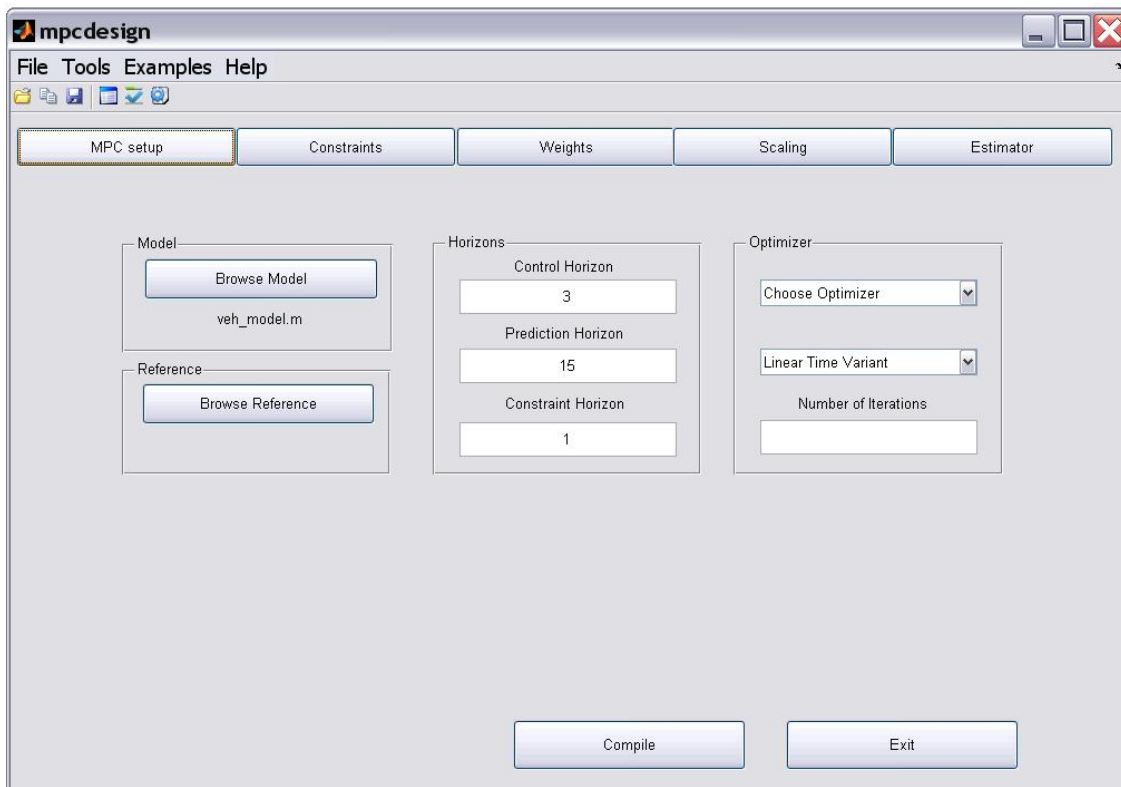 mpcdesign
File Tools Examples Help
MPC setup Constraints Weights Scaling Estimator
Model
Browse Model
veh_model.m
Reference
Browse Reference
Horizons
Control Horizon
3
Prediction Horizon
15
Constraint Horizon
1
Optimizer
Choose Optimizer
Linear Time Variant
Number of Iterations
Compile Exit